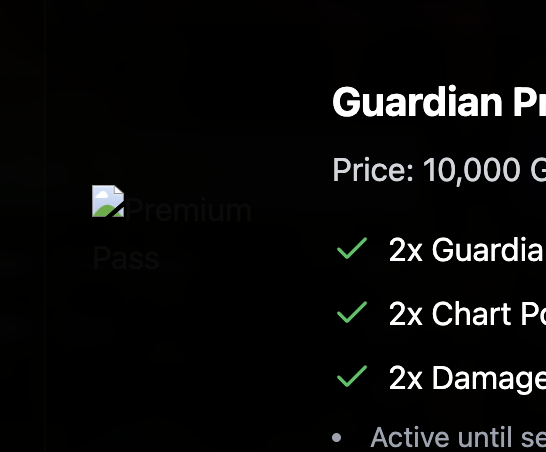 Guardian Pr
Price: 10,000 G
Premium
Pass
2x Guardia
2x Chart Po
2x Damage
• Active until se